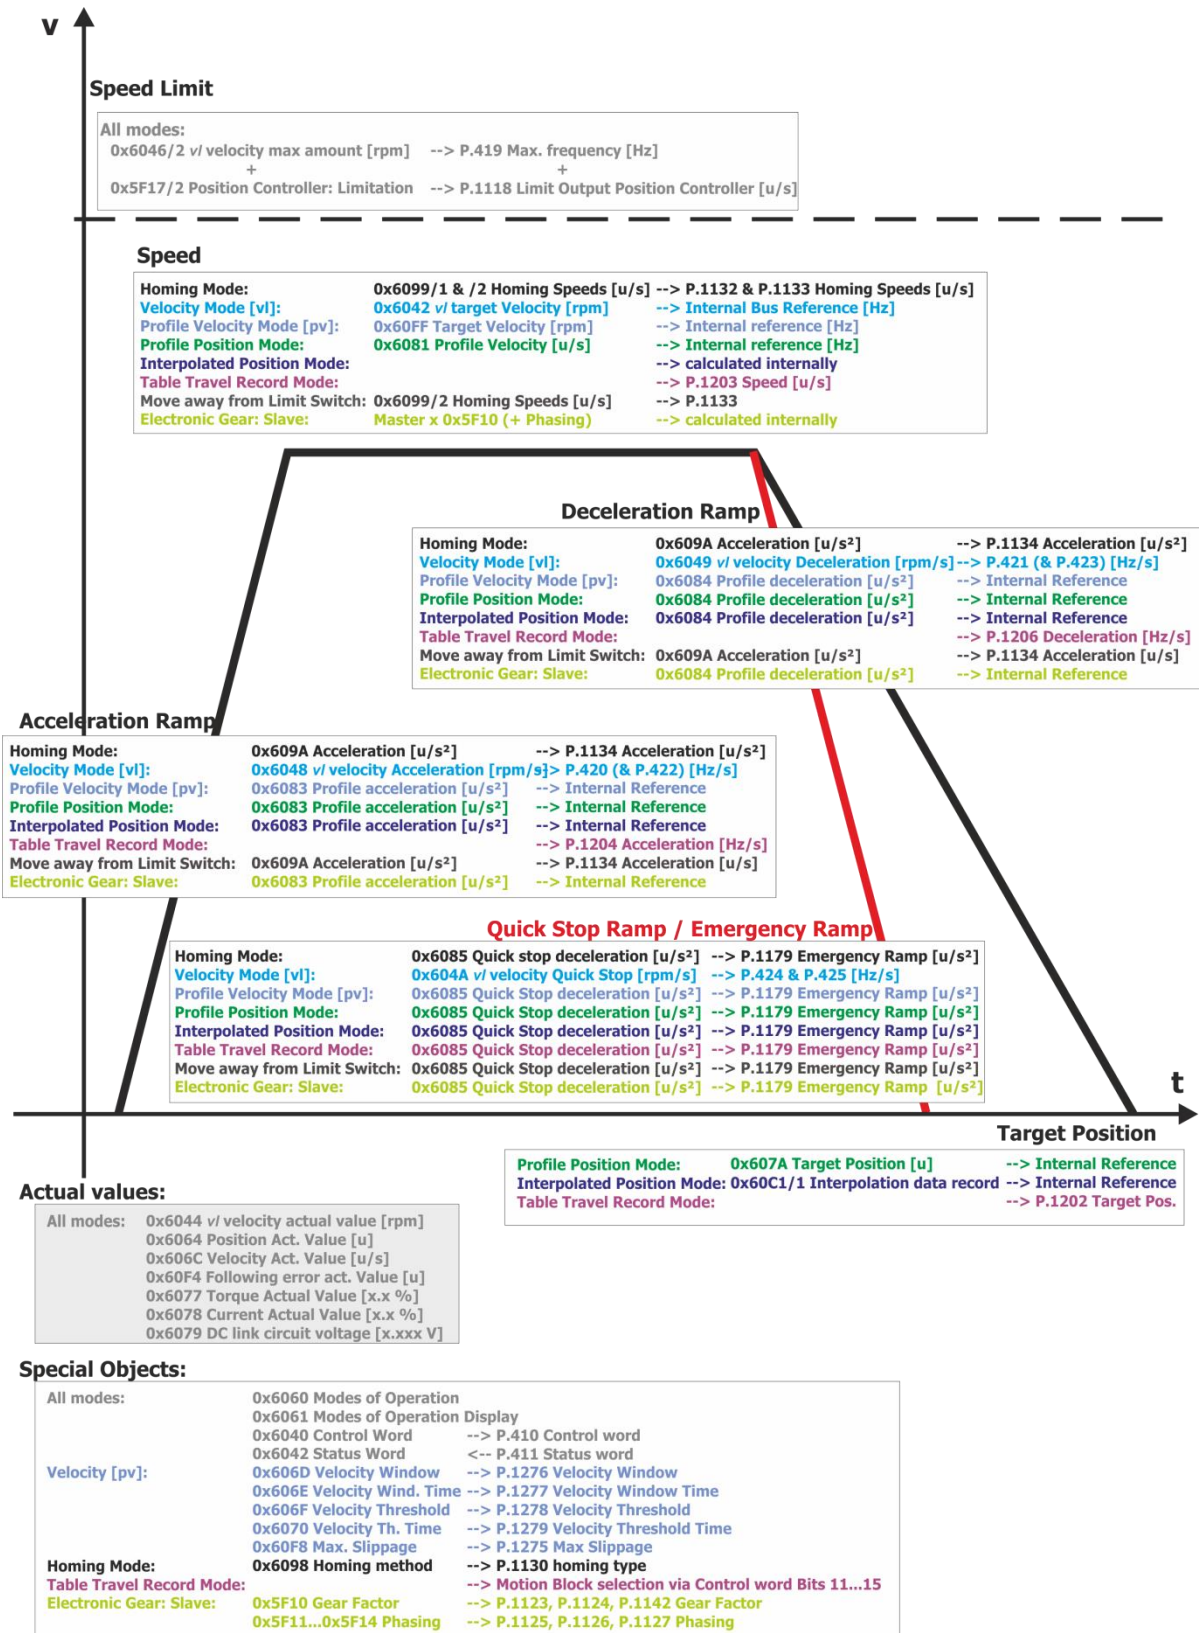 v
Speed Limit
All modes:
0x6046/2 vl velocity max amount [rpm] --> P.419 Max. frequency [Hz]
+ +
0x5F17/2 Position Controller: Limitation --> P.1118 Limit Output Position Controller [u/s]
Speed
Homing Mode: 0x6099/1 & /2 Homing Speeds [u/s] --> P.1132 & P.1133 Homing Speeds [u/s]
Velocity Mode [vl]: 0x6042 vl target Velocity [rpm] --> Internal Bus Reference [Hz]
Profile Velocity Mode [pv]: 0x60FF Target Velocity [rpm] --> Internal reference [Hz]
Profile Position Mode: 0x6081 Profile Velocity [u/s] --> Internal reference [Hz]
Interpolated Position Mode: --> calculated internally
Table Travel Record Mode: --> P.1203 Speed [u/s]
Move away from Limit Switch: 0x6099/2 Homing Speeds [u/s] --> P.1133
Electronic Gear: Slave: Master x 0x5F10 (+ Phasing) --> calculated internally
Deceleration Ramp
Homing Mode: 0x609A Acceleration [u/s²] --> P.1134 Acceleration [u/s²]
Velocity Mode [vl]: 0x6049 vl velocity Deceleration [rpm/s] --> P.421 (& P.423) [Hz/s]
Profile Velocity Mode [pv]: 0x6084 Profile deceleration [u/s²] --> Internal Reference
Profile Position Mode: 0x6084 Profile deceleration [u/s²] --> Internal Reference
Interpolated Position Mode: 0x6084 Profile deceleration [u/s²] --> Internal Reference
Table Travel Record Mode: --> P.1206 Deceleration [Hz/s]
Move away from Limit Switch: 0x609A Acceleration [u/s²] --> P.1134 Acceleration [u/s]
Electronic Gear: Slave: 0x6084 Profile deceleration [u/s²] --> Internal Reference
Acceleration Ramp
Homing Mode: 0x609A Acceleration [u/s²] --> P.1134 Acceleration [u/s²]
Velocity Mode [vl]: 0x6048 vl velocity Acceleration [rpm/s]--> P.420 (& P.422) [Hz/s]
Profile Velocity Mode [pv]: 0x6083 Profile acceleration [u/s²] --> Internal Reference
Profile Position Mode: 0x6083 Profile acceleration [u/s²] --> Internal Reference
Interpolated Position Mode: 0x6083 Profile acceleration [u/s²] --> Internal Reference
Table Travel Record Mode: --> P.1204 Acceleration [Hz/s]
Move away from Limit Switch: 0x609A Acceleration [u/s²] --> P.1134 Acceleration [u/s]
Electronic Gear: Slave: 0x6083 Profile acceleration [u/s²] --> Internal Reference
Quick Stop Ramp / Emergency Ramp
Homing Mode: 0x6085 Quick stop deceleration [u/s²] --> P.1179 Emergency Ramp [u/s²]
Velocity Mode [vl]: 0x604A vl velocity Quick Stop [rpm/s] --> P.424 & P.425 [Hz/s]
Profile Velocity Mode [pv]: 0x6085 Quick Stop deceleration [u/s²] --> P.1179 Emergency Ramp [u/s²]
Profile Position Mode: 0x6085 Quick Stop deceleration [u/s²] --> P.1179 Emergency Ramp [u/s²]
Interpolated Position Mode: 0x6085 Quick Stop deceleration [u/s²] --> P.1179 Emergency Ramp [u/s²]
Table Travel Record Mode: 0x6085 Quick Stop deceleration [u/s²] --> P.1179 Emergency Ramp [u/s²]
Move away from Limit Switch: 0x6085 Quick Stop deceleration [u/s²] --> P.1179 Emergency Ramp [u/s²]
Electronic Gear: Slave: 0x6085 Quick Stop deceleration [u/s²] --> P.1179 Emergency Ramp [u/s²]
t
Target Position
Profile Position Mode: 0x607A Target Position [u] --> Internal Reference
Interpolated Position Mode: 0x60C1/1 Interpolation data record --> Internal Reference
Table Travel Record Mode: --> P.1202 Target Pos.
Actual values:
All modes: 0x6044 vl velocity actual value [rpm]
0x6064 Position Act. Value [u]
0x606C Velocity Act. Value [u/s]
0x60F4 Following error act. Value [u]
0x6077 Torque Actual Value [x.x %]
0x6078 Current Actual Value [x.x %]
0x6079 DC link circuit voltage [x.xxx V]
Special Objects:
All modes: 0x6060 Modes of Operation
0x6061 Modes of Operation Display
0x6040 Control Word --> P.410 Control word
0x6042 Status Word <-- P.411 Status word
Velocity [pv]: 0x606D Velocity Window --> P.1276 Velocity Window
0x606E Velocity Wind. Time --> P.1277 Velocity Window Time
0x606F Velocity Threshold --> P.1278 Velocity Threshold
0x6070 Velocity Th. Time --> P.1279 Velocity Threshold Time
0x60F8 Max. Slippage --> P.1275 Max Slippage
Homing Mode: 0x6098 Homing method --> P.1130 homing type
Table Travel Record Mode: --> Motion Block selection via Control word Bits 11...15
Electronic Gear: Slave: 0x5F10 Gear Factor --> P.1123, P.1124, P.1142 Gear Factor
0x5F11...0x5F14 Phasing --> P.1125, P.1126, P.1127 Phasing